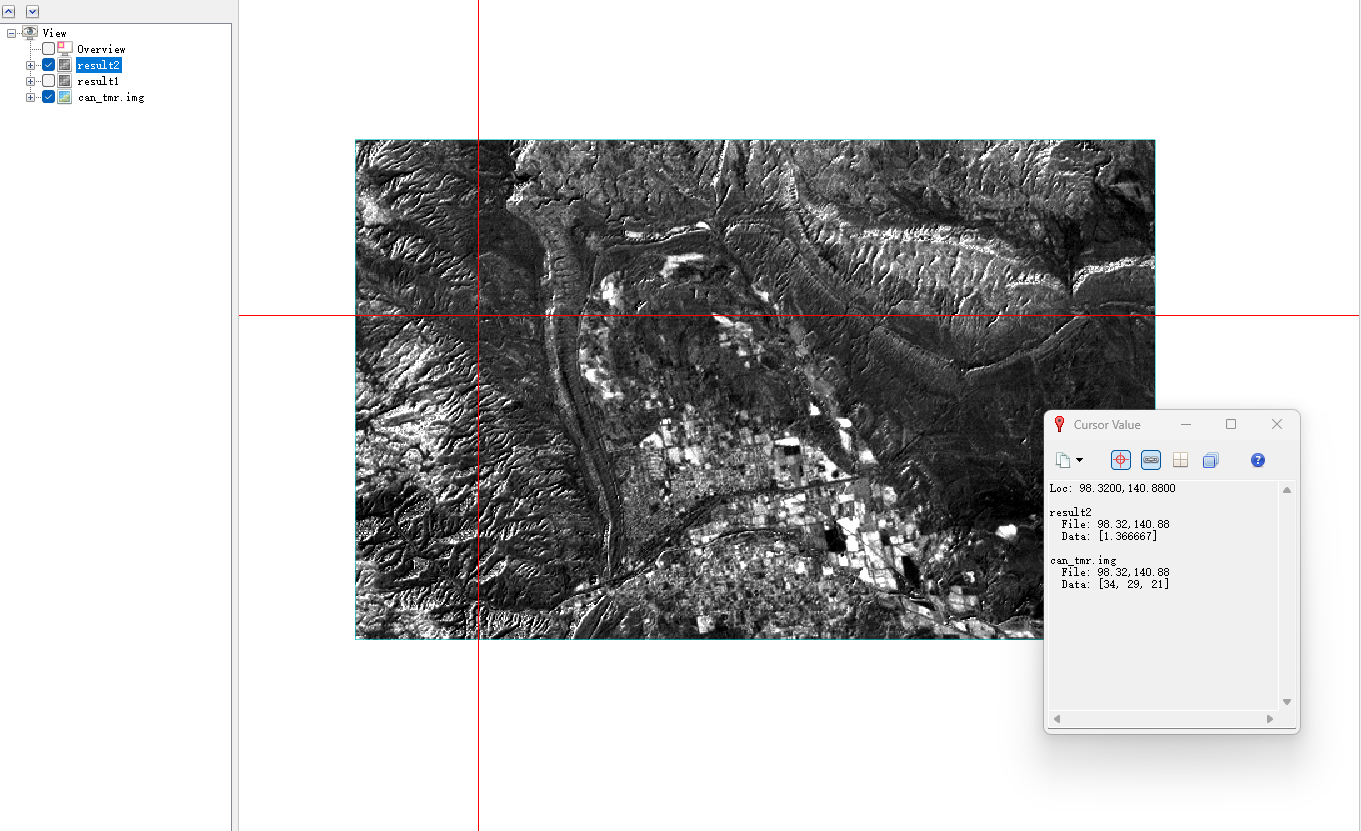 View
Overview
result2
result1
can_tmr.img
Cursor Value
Loc: 98.3200,140.8800
result2
File: 98.32,140.88
Data: [1.366667]
can_tmr.img
File: 98.32,140.88
Data: [34, 29, 21]